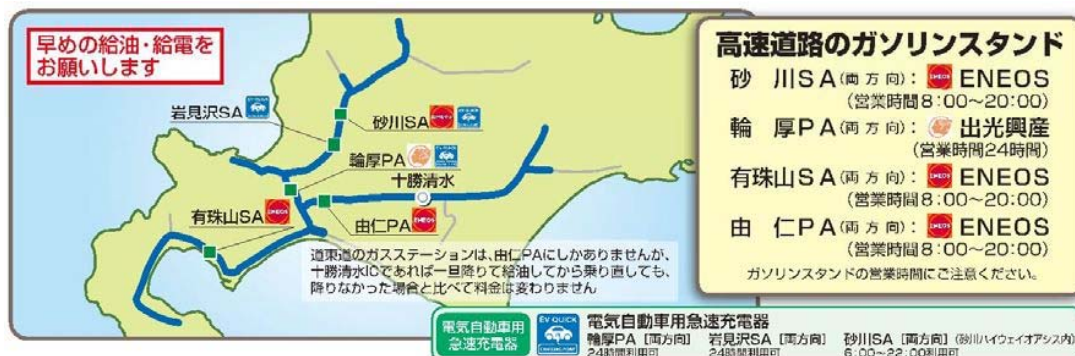 早めの給油・給電を
お願いします
岩見沢SA
砂川SA ENEOS
輪厚PA
十勝清水
有珠山SA ENEOS
由仁PA ENEOS
道東道のガスステーションは、由仁PAにしかありませんが、
十勝清水ICであれば一旦降りて給油してから乗り直しても、
降りなかった場合と比べて料金は変わりません
高速道路のガソリンスタンド
砂川SA(両方向): ENEOS ENEOS
(営業時間8:00~20:00)
輪厚PA(両方向): 出光興産
(営業時間24時間)
有珠山SA(両方向): ENEOS ENEOS
(営業時間8:00~20:00)
由仁PA(両方向): ENEOS ENEOS
(営業時間8:00~20:00)
ガソリンスタンドの営業時間にご注意ください。
電気自動車用
急速充電器
EV QUICK
電気自動車用急速充電器
輪厚PA [両方向] 岩見沢SA [両方向] 砂川SA [両方向] (砂川ハイウェイオアシス内)
24時間利用可 24時間利用可 6:00~22:00利用可